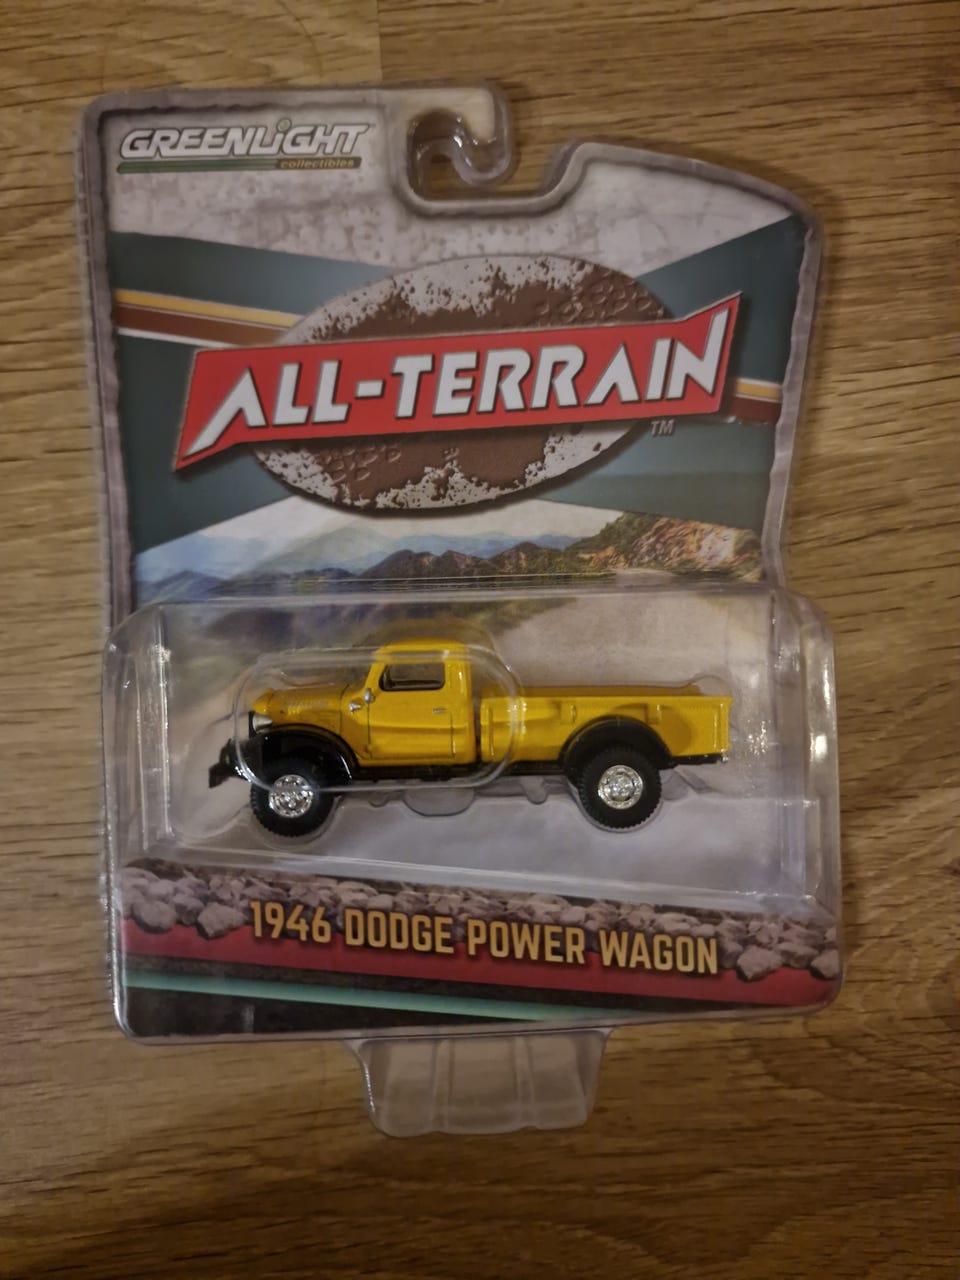 GREENLIGHT
collectibles
ALL-TERRAIN
TM
1946 DODGE POWER WAGON